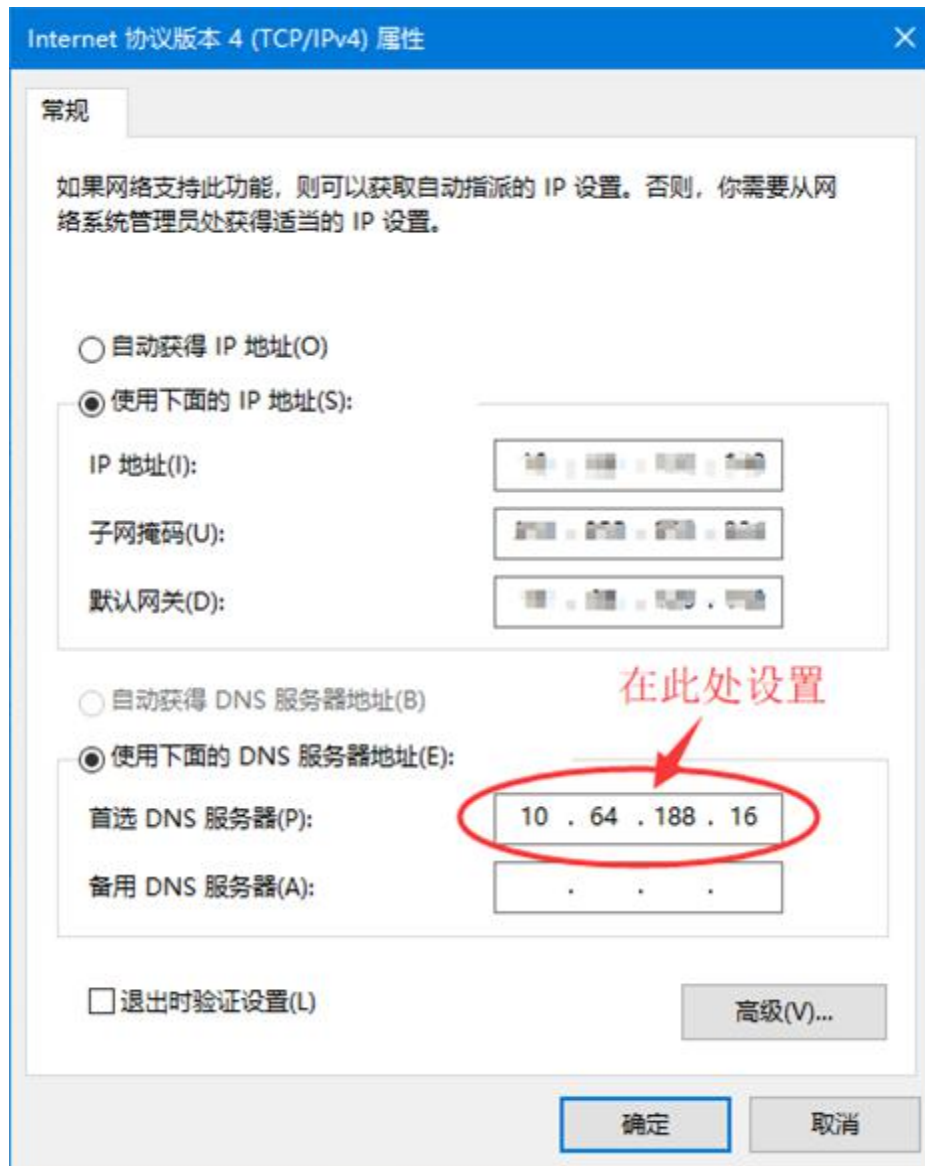 Internet 协议版本 4 (TCP/IPv4) 属性
常规
如果网络支持此功能，则可以获取自动指派的 IP 设置。否则，你需要从网
络系统管理员处获得适当的 IP 设置。
自动获得 IP 地址(O)
使用下面的 IP 地址(S):
IP 地址(I):
子网掩码(U):
默认网关(D):
在此处设置
自动获得 DNS 服务器地址(B)
使用下面的 DNS 服务器地址(E):
首选 DNS 服务器(P): 10 . 64 . 188 . 16
备用 DNS 服务器(A): . . .
退出时验证设置(L)
高级(V)...
确定 取消